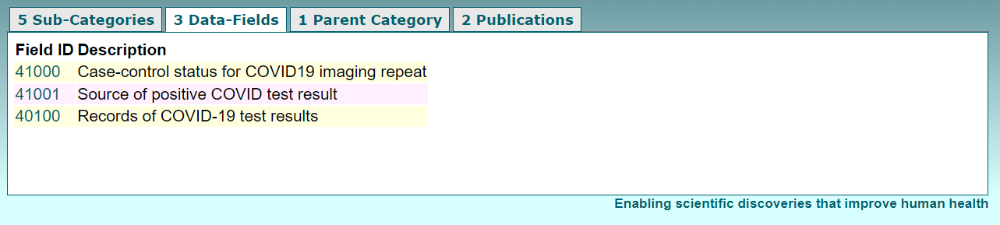 5 Sub-Categories 3 Data-Fields 1 Parent Category 2 Publications
Field ID Description
41000 Case-control status for COVID19 imaging repeat
41001 Source of positive COVID test result
40100 Records of COVID-19 test results
Enabling scientific discoveries that improve human health